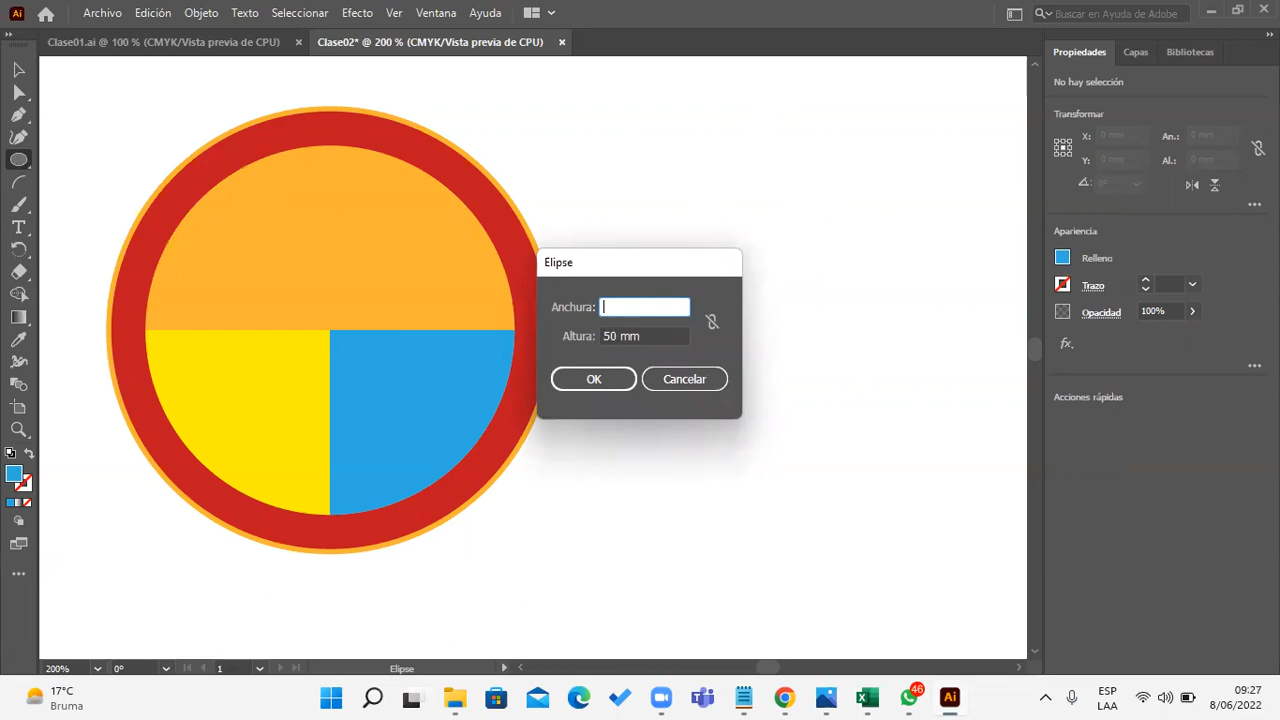 Ai Archivo Edición Objeto Texto Seleccionar Efecto Ver Ventana Ayuda Buscar en Ayuda de Adobe
Clase01.ai @ 100 % (CMYK/Vista previa de CPU) Clase02* @ 200 % (CMYK/Vista previa de CPU)
Propiedades Capas Bibliotecas
No hay selección
Transformar
X: 0 mm An.: 0 mm
Y: 0 mm Al.: 0 mm
0°
Apariencia
Relleno
Trazo
Opacidad 100%
fx.
Acciones rápidas
Elipse
Anchura:
Altura: 50 mm
OK Cancelar
200% 0° 1 Elipse
17°C
Bruma
46
Ai
ESP
LAA
09:27
8/06/2022